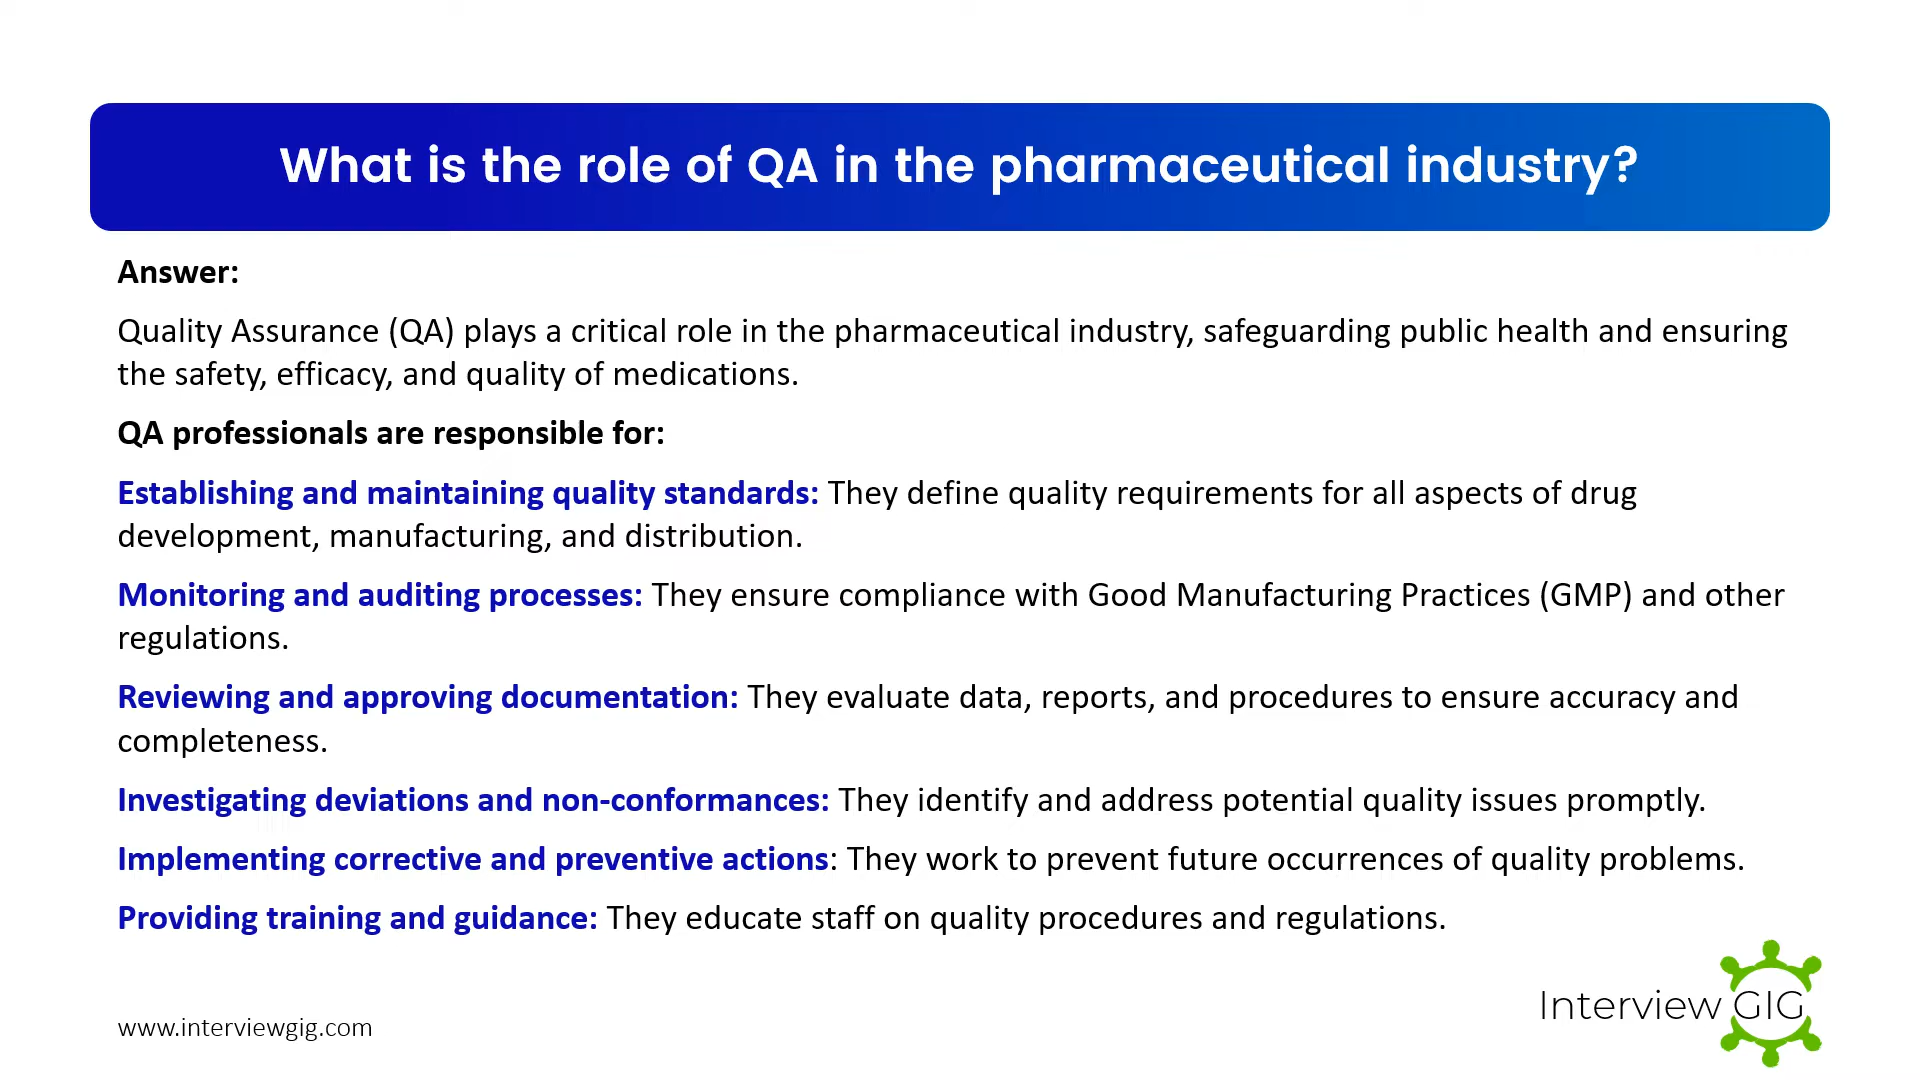 What is the role of QA in the pharmaceutical industry?
Answer:
Quality Assurance (QA) plays a critical role in the pharmaceutical industry, safeguarding public health and ensuring
the safety, efficacy, and quality of medications.
QA professionals are responsible for:
Establishing and maintaining quality standards: They define quality requirements for all aspects of drug
development, manufacturing, and distribution.
Monitoring and auditing processes: They ensure compliance with Good Manufacturing Practices (GMP) and other
regulations.
Reviewing and approving documentation: They evaluate data, reports, and procedures to ensure accuracy and
completeness.
Investigating deviations and non-conformances: They identify and address potential quality issues promptly.
Implementing corrective and preventive actions: They work to prevent future occurrences of quality problems.
Providing training and guidance: They educate staff on quality procedures and regulations.
Interview GIG
www.interviewgig.com